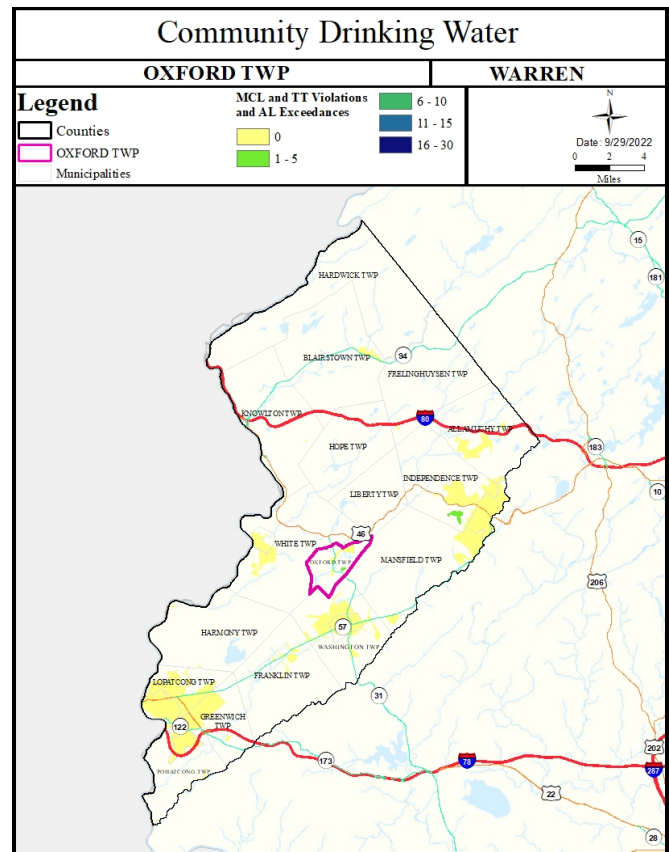 Community Drinking Water
OXFORD TWP
WARREN
Legend
Counties
OXFORD TWP
Municipalities
MCL and TT Violations
and AL Exceedances
0
1 - 5
6 - 10
11 - 15
16 - 30
N
Date: 9/29/2022
0 2 4
Miles
15
181
HARDWICK TWP
94
BLAIRSTOWN TWP
FRELINGHUYSEN TWP
KNOWLTON TWP
80
ALLAMUCHY TWP
183
HOPE TWP
INDEPENDENCE TWP
10
LIBERTY TWP
46
WHITE TWP
OXFORD TWP
MANSFIELD TWP
206
57
HARMONY TWP
WASHINGTON TWP
FRANKLIN TWP
LOPATCONG TWP
31
GREENWICH
TWP
122
173
78
202
287
POHATCONG TWP
22
28